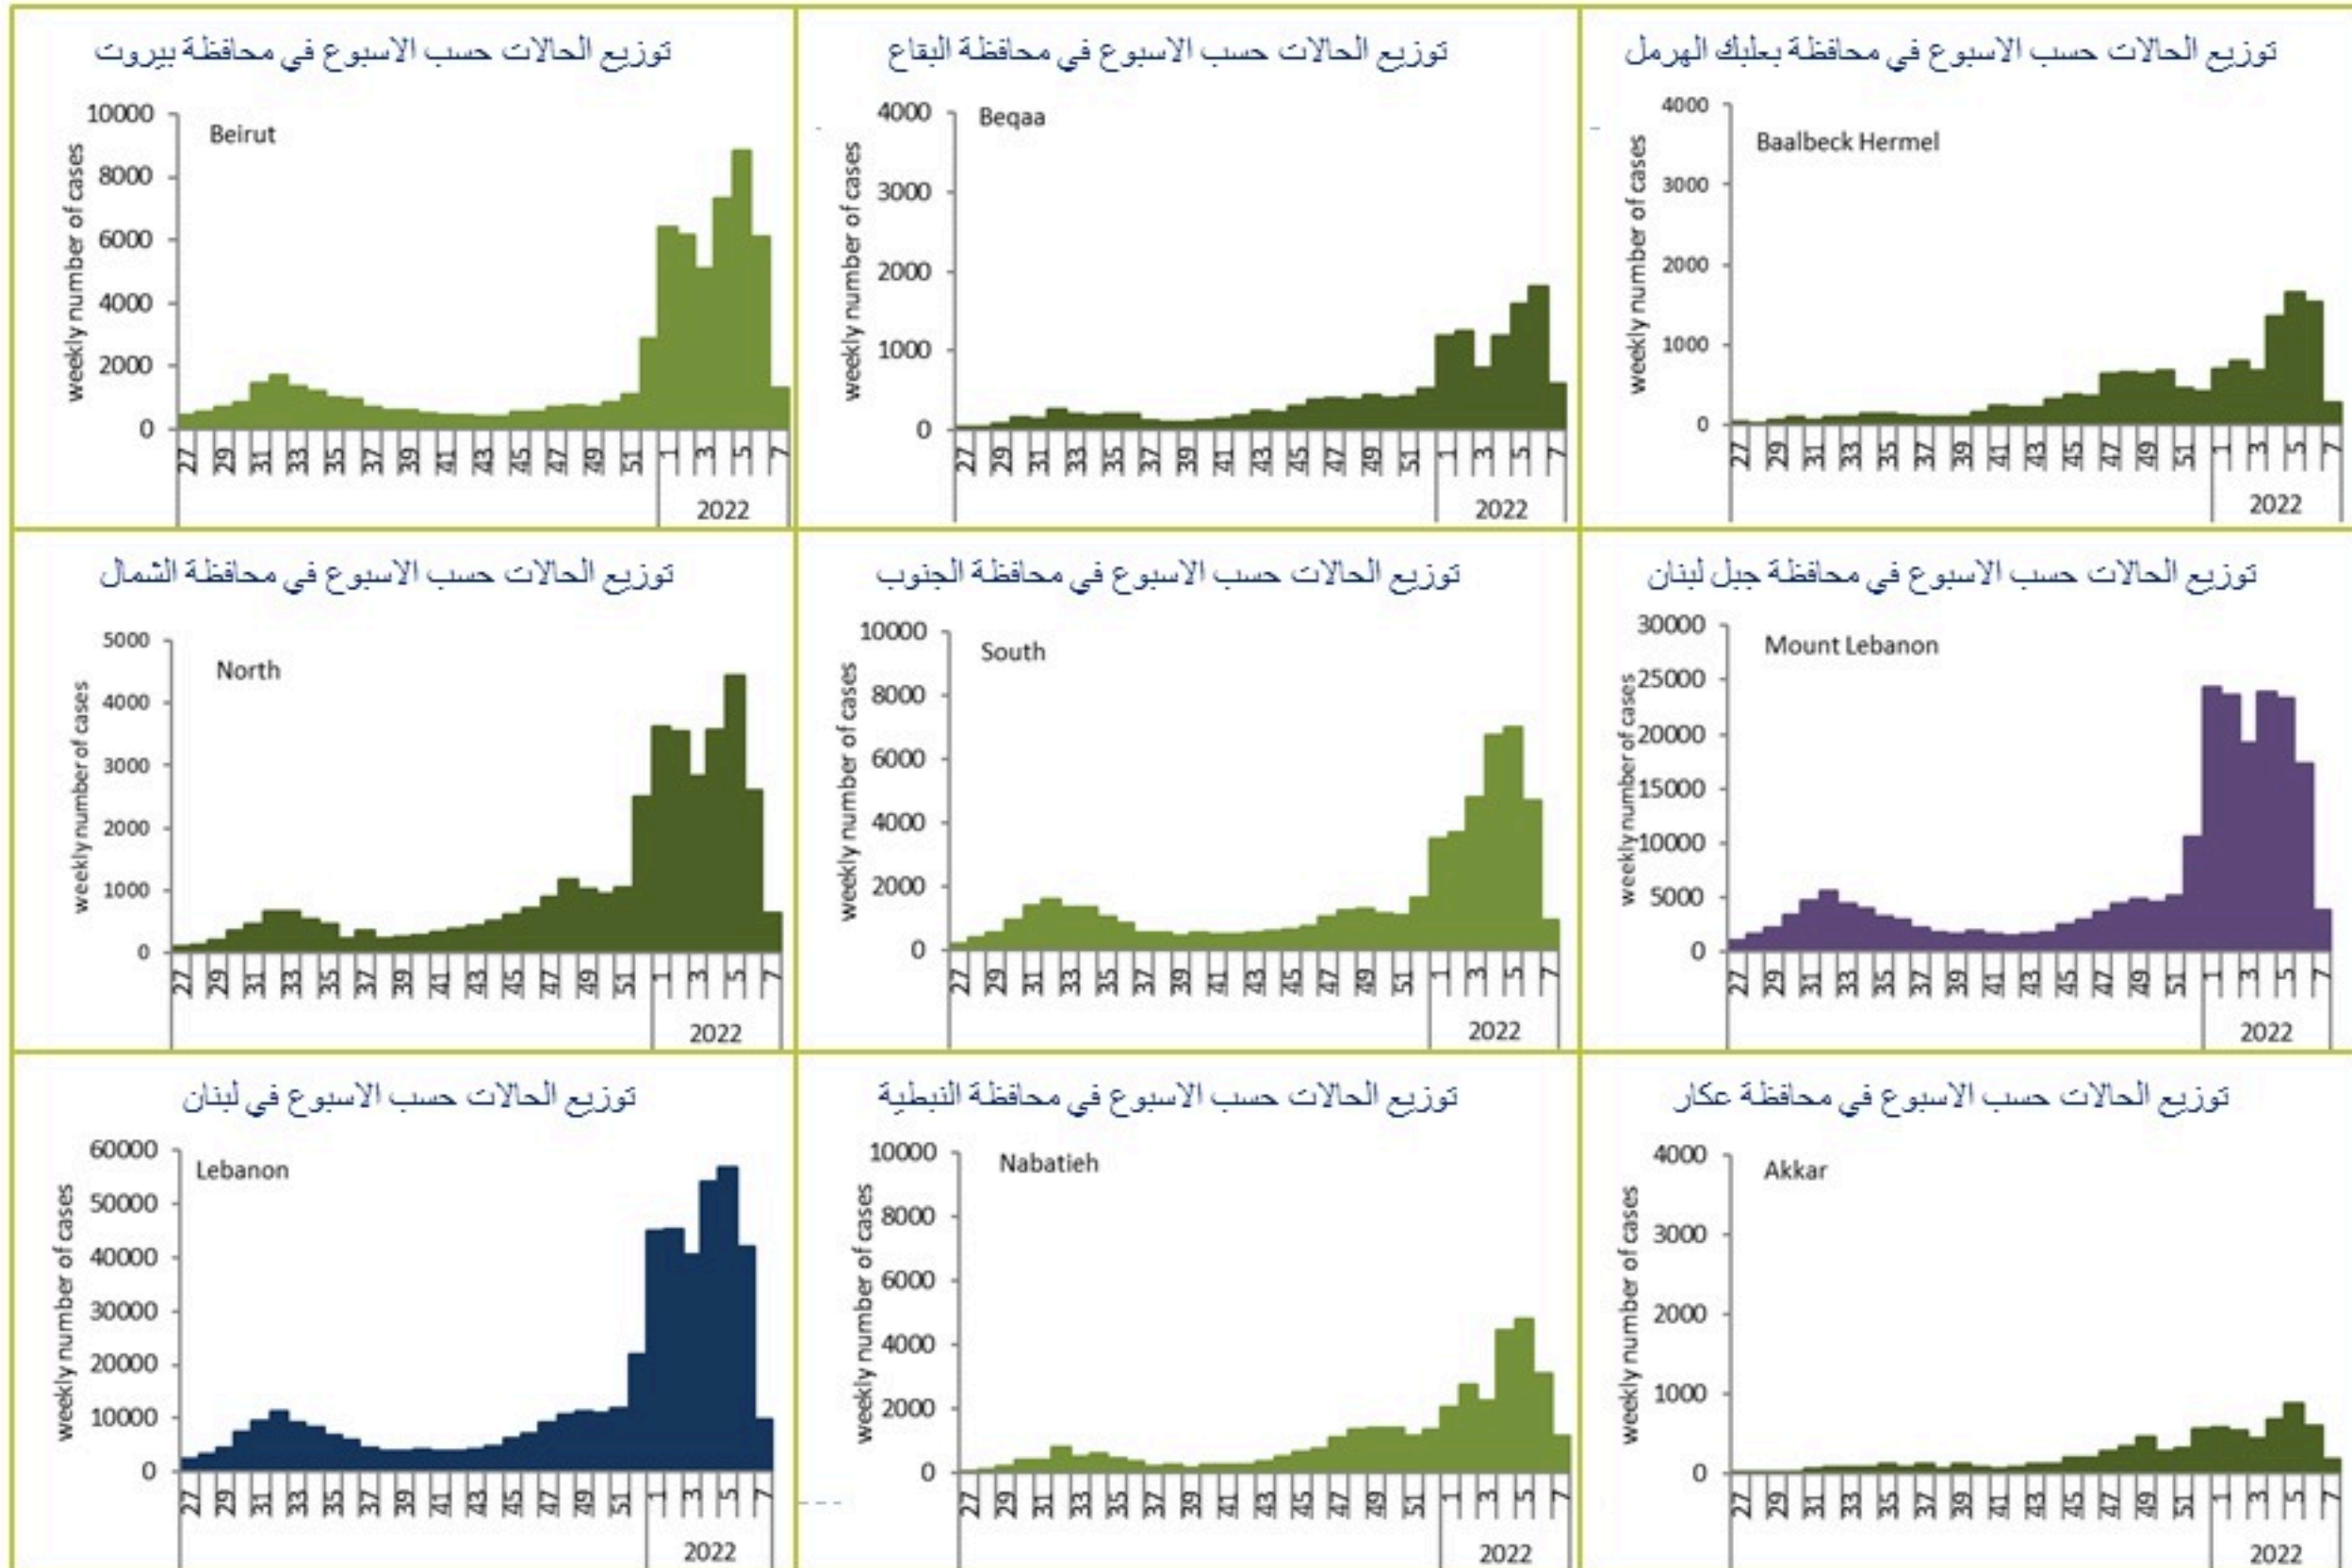 توزيع الحالات حسب الاسبوع في محافظة بيروت
Beirut
weekly number of cases
10000
8000
6000
4000
2000
0
27 29 31 33 35 37 39 41 43 45 47 49 51 1 3 5 7
2022
توزيع الحالات حسب الاسبوع في محافظة البقاع
Beqaa
weekly number of cases
4000
3000
2000
1000
0
27 29 31 33 35 37 39 41 43 45 47 49 51 1 3 5 7
2022
توزيع الحالات حسب الاسبوع في محافظة بعلبك الهرمل
Baalbeck Hermel
weekly number of cases
4000
3000
2000
1000
0
27 29 31 33 35 37 39 41 43 45 47 49 51 1 3 5 7
2022
توزيع الحالات حسب الاسبوع في محافظة الشمال
North
weekly number of cases
5000
4000
3000
2000
1000
0
27 29 31 33 35 37 39 41 43 45 47 49 51 1 3 5 7
2022
توزيع الحالات حسب الاسبوع في محافظة الجنوب
South
weekly number of cases
10000
8000
6000
4000
2000
0
27 29 31 33 35 37 39 41 43 45 47 49 51 1 3 5 7
2022
توزيع الحالات حسب الاسبوع في محافظة جبل لبنان
Mount Lebanon
weekly number of cases
30000
25000
20000
15000
10000
5000
0
27 29 31 33 35 37 39 41 43 45 47 49 51 1 3 5 7
2022
توزيع الحالات حسب الاسبوع في لبنان
Lebanon
weekly number of cases
60000
50000
40000
30000
20000
10000
0
27 29 31 33 35 37 39 41 43 45 47 49 51 1 3 5 7
2022
توزيع الحالات حسب الاسبوع في محافظة النبطية
Nabatieh
weekly number of cases
10000
8000
6000
4000
2000
0
27 29 31 33 35 37 39 41 43 45 47 49 51 1 3 5 7
2022
توزيع الحالات حسب الاسبوع في محافظة عكار
Akkar
weekly number of cases
4000
3000
2000
1000
0
27 29 31 33 35 37 39 41 43 45 47 49 51 1 3 5 7
2022